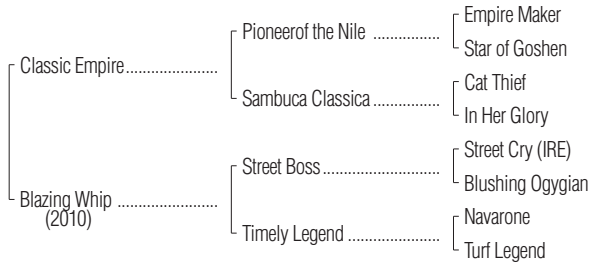 Empire Maker
Pioneerof the Nile ................
Star of Goshen
Classic Empire......................
Cat Thief
Sambuca Classica................
In Her Glory
Street Cry (IRE)
Street Boss............................
Blushing Ogygian
Blazing Whip ........................
(2010)
Navarone
Timely Legend ......................
Turf Legend